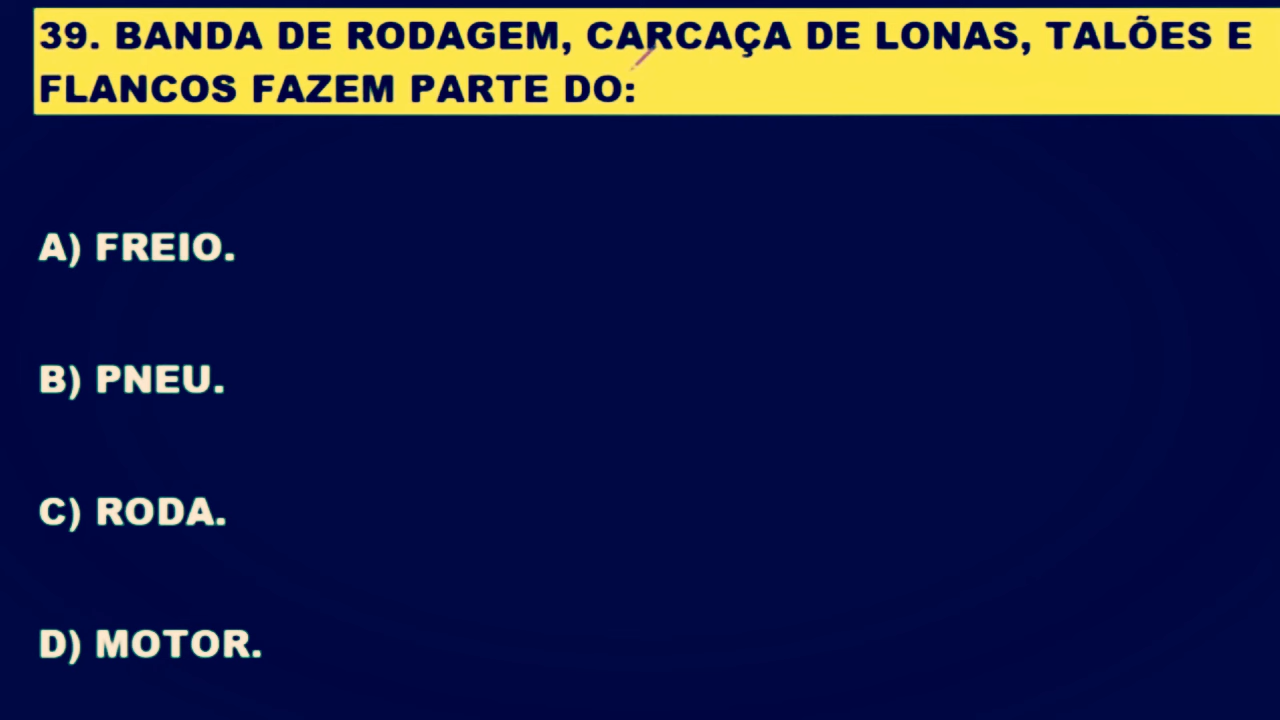 39. BANDA DE RODAGEM, CARCAÇA DE LONAS, TALÕES E
FLANCOS FAZEM PARTE DO:
A) FREIO.
B) PNEU.
C) RODA.
D) MOTOR.